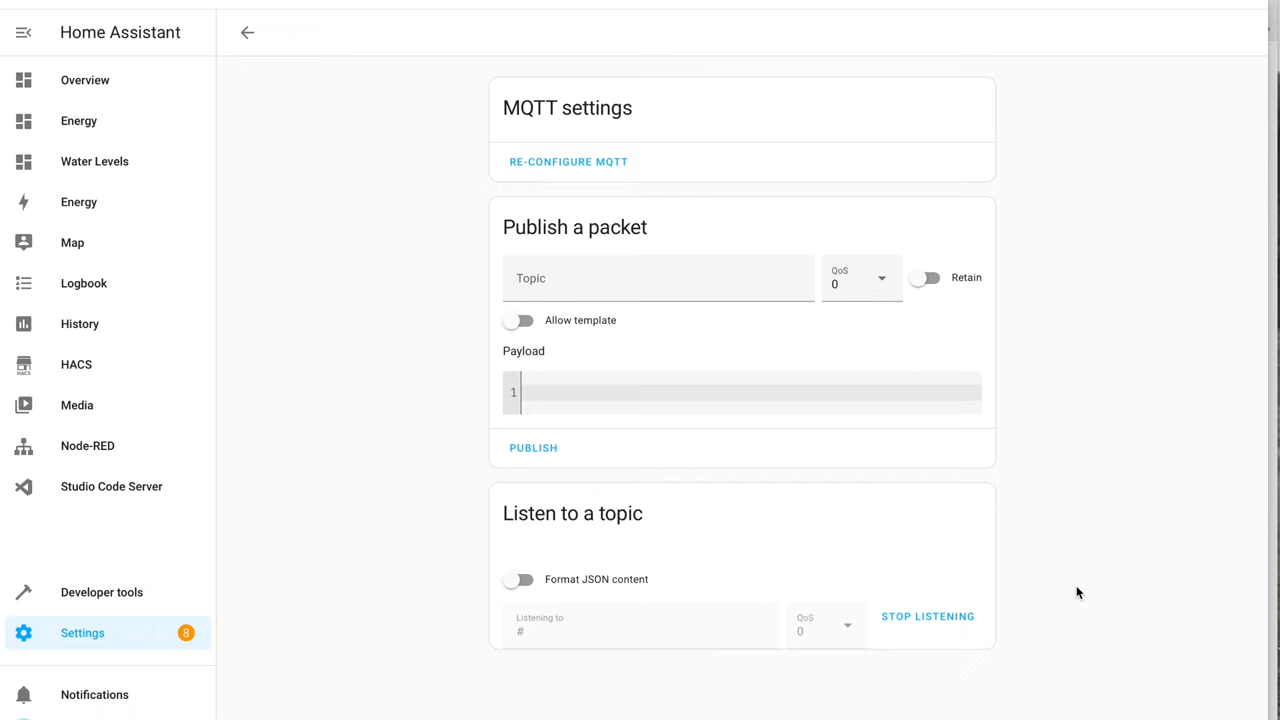 Home Assistant
Overview
Energy
Water Levels
Energy
Map
Logbook
History
HACS
HACS
Media
Node-RED
Studio Code Server
Developer tools
Settings
8
Notifications
MQTT settings
RE-CONFIGURE MQTT
Publish a packet
Topic
QoS
0
Retain
Allow template
Payload
1
PUBLISH
Listen to a topic
Format JSON content
Listening to
#
QoS
0
STOP LISTENING